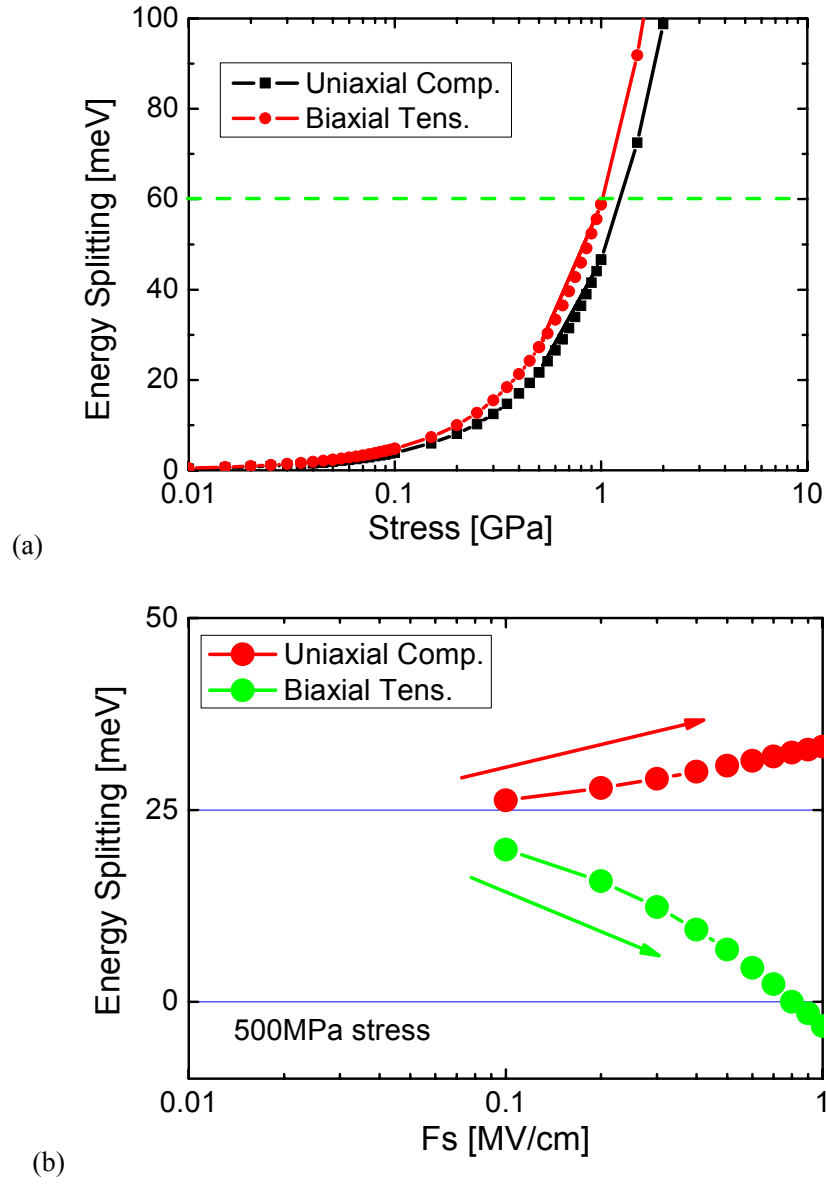 100
80
60
40
20
0
Energy Splitting [meV]
Uniaxial Comp.
Biaxial Tens.
0.01
0.1
1
10
Stress [GPa]
(a)
50
25
0
Energy Splitting [meV]
Uniaxial Comp.
Biaxial Tens.
500MPa stress
0.01
0.1
1
Fs [MV/cm]
(b)